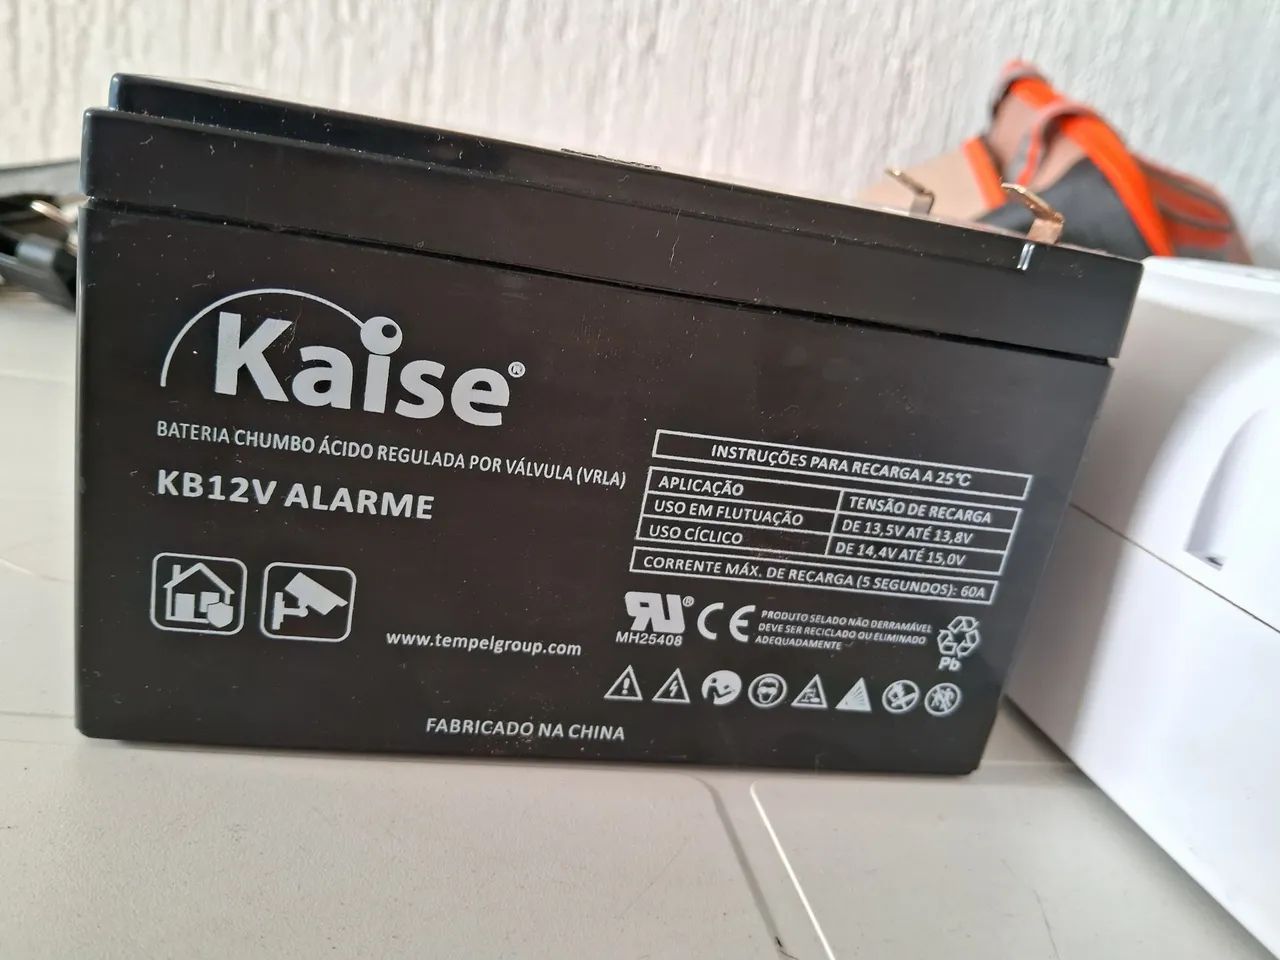 Kaise®
BATERIA CHUMBO ÁCIDO REGULADA POR VÁLVULA (VRLA)
KB12V ALARME
www.tempelgroup.com
FABRICADO NA CHINA
INSTRUÇÕES PARA RECARGA A 25°C
APLICAÇÃO TENSÃO DE RECARGA
USO EM FLUTUAÇÃO DE 13,5V ATÉ 13,8V
USO CÍCLICO DE 14,4V ATÉ 15,0V
CORRENTE MÁX. DE RECARGA (5 SEGUNDOS): 60A
RU® CE
MH25408
PRODUTO SELADO NÃO DERRAMÁVEL
DEVE SER RECICLADO OU ELIMINADO
ADEQUADAMENTE
Pb